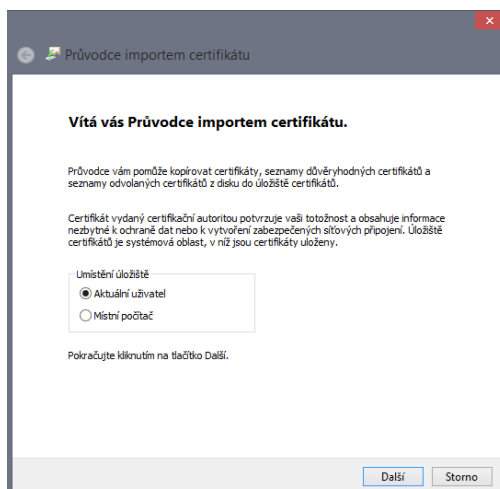 Průvodce importem certifikátu
Vítá vás Průvodce importem certifikátu.
Průvodce vám pomůže kopírovat certifikáty, seznamy důvěryhodných certifikátů a
seznamy odvolaných certifikátů z disku do úložiště certifikátů.
Certifikát vydaný certifikační autoritou potvrzuje vaši totožnost a obsahuje informace
nezbytné k ochraně dat nebo k vytvoření zabezpečených síťových připojení. Úložiště
certifikátů je systémová oblast, v níž jsou certifikáty uloženy.
Umístění úložiště
Aktuální uživatel
Místní počítač
Pokračujte kliknutím na tlačítko Další.
Další Storno